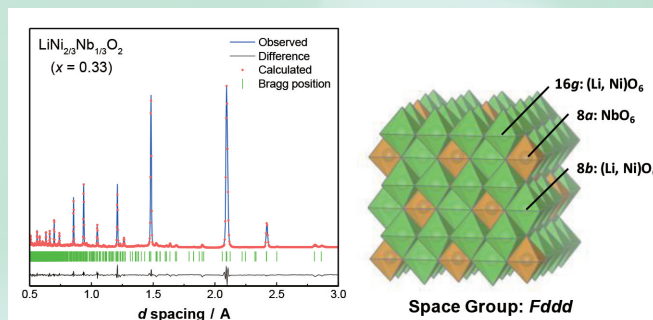 LiNi2/3Nb1/3O2
(x = 0.33)
Observed
Difference
Calculated
Bragg position
0.5 1.0 1.5 2.0 2.5 3.0
d spacing / A
16g: (Li, Ni)O6
8a: NbO6
8b: (Li, Ni)O
Space Group: Fddd